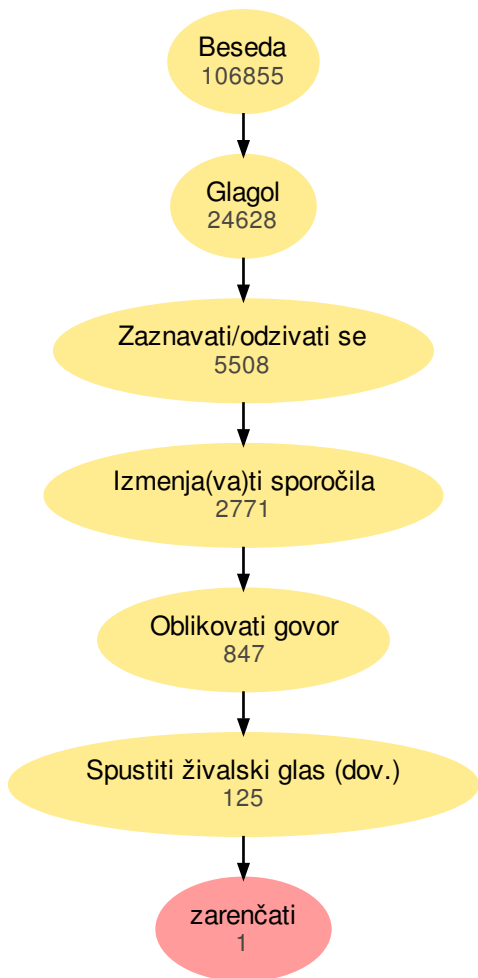 Beseda
106855
Glagol
24628
Zaznavati/odzivati se
5508
Izmenja(va)ti sporočila
2771
Oblikovati govor
847
Spustiti živalski glas (dov.)
125
zarenčati
1